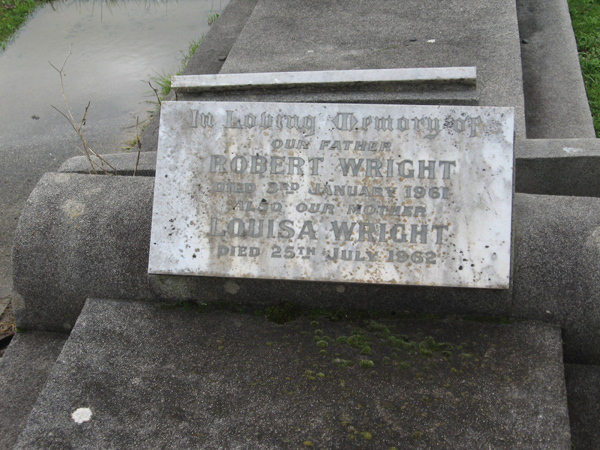 In Loving Memory of
OUR FATHER
ROBERT WRIGHT
DIED 3RD JANUARY 1961
ALSO OUR MOTHER
LOUISA WRIGHT
DIED 25TH JULY 1962